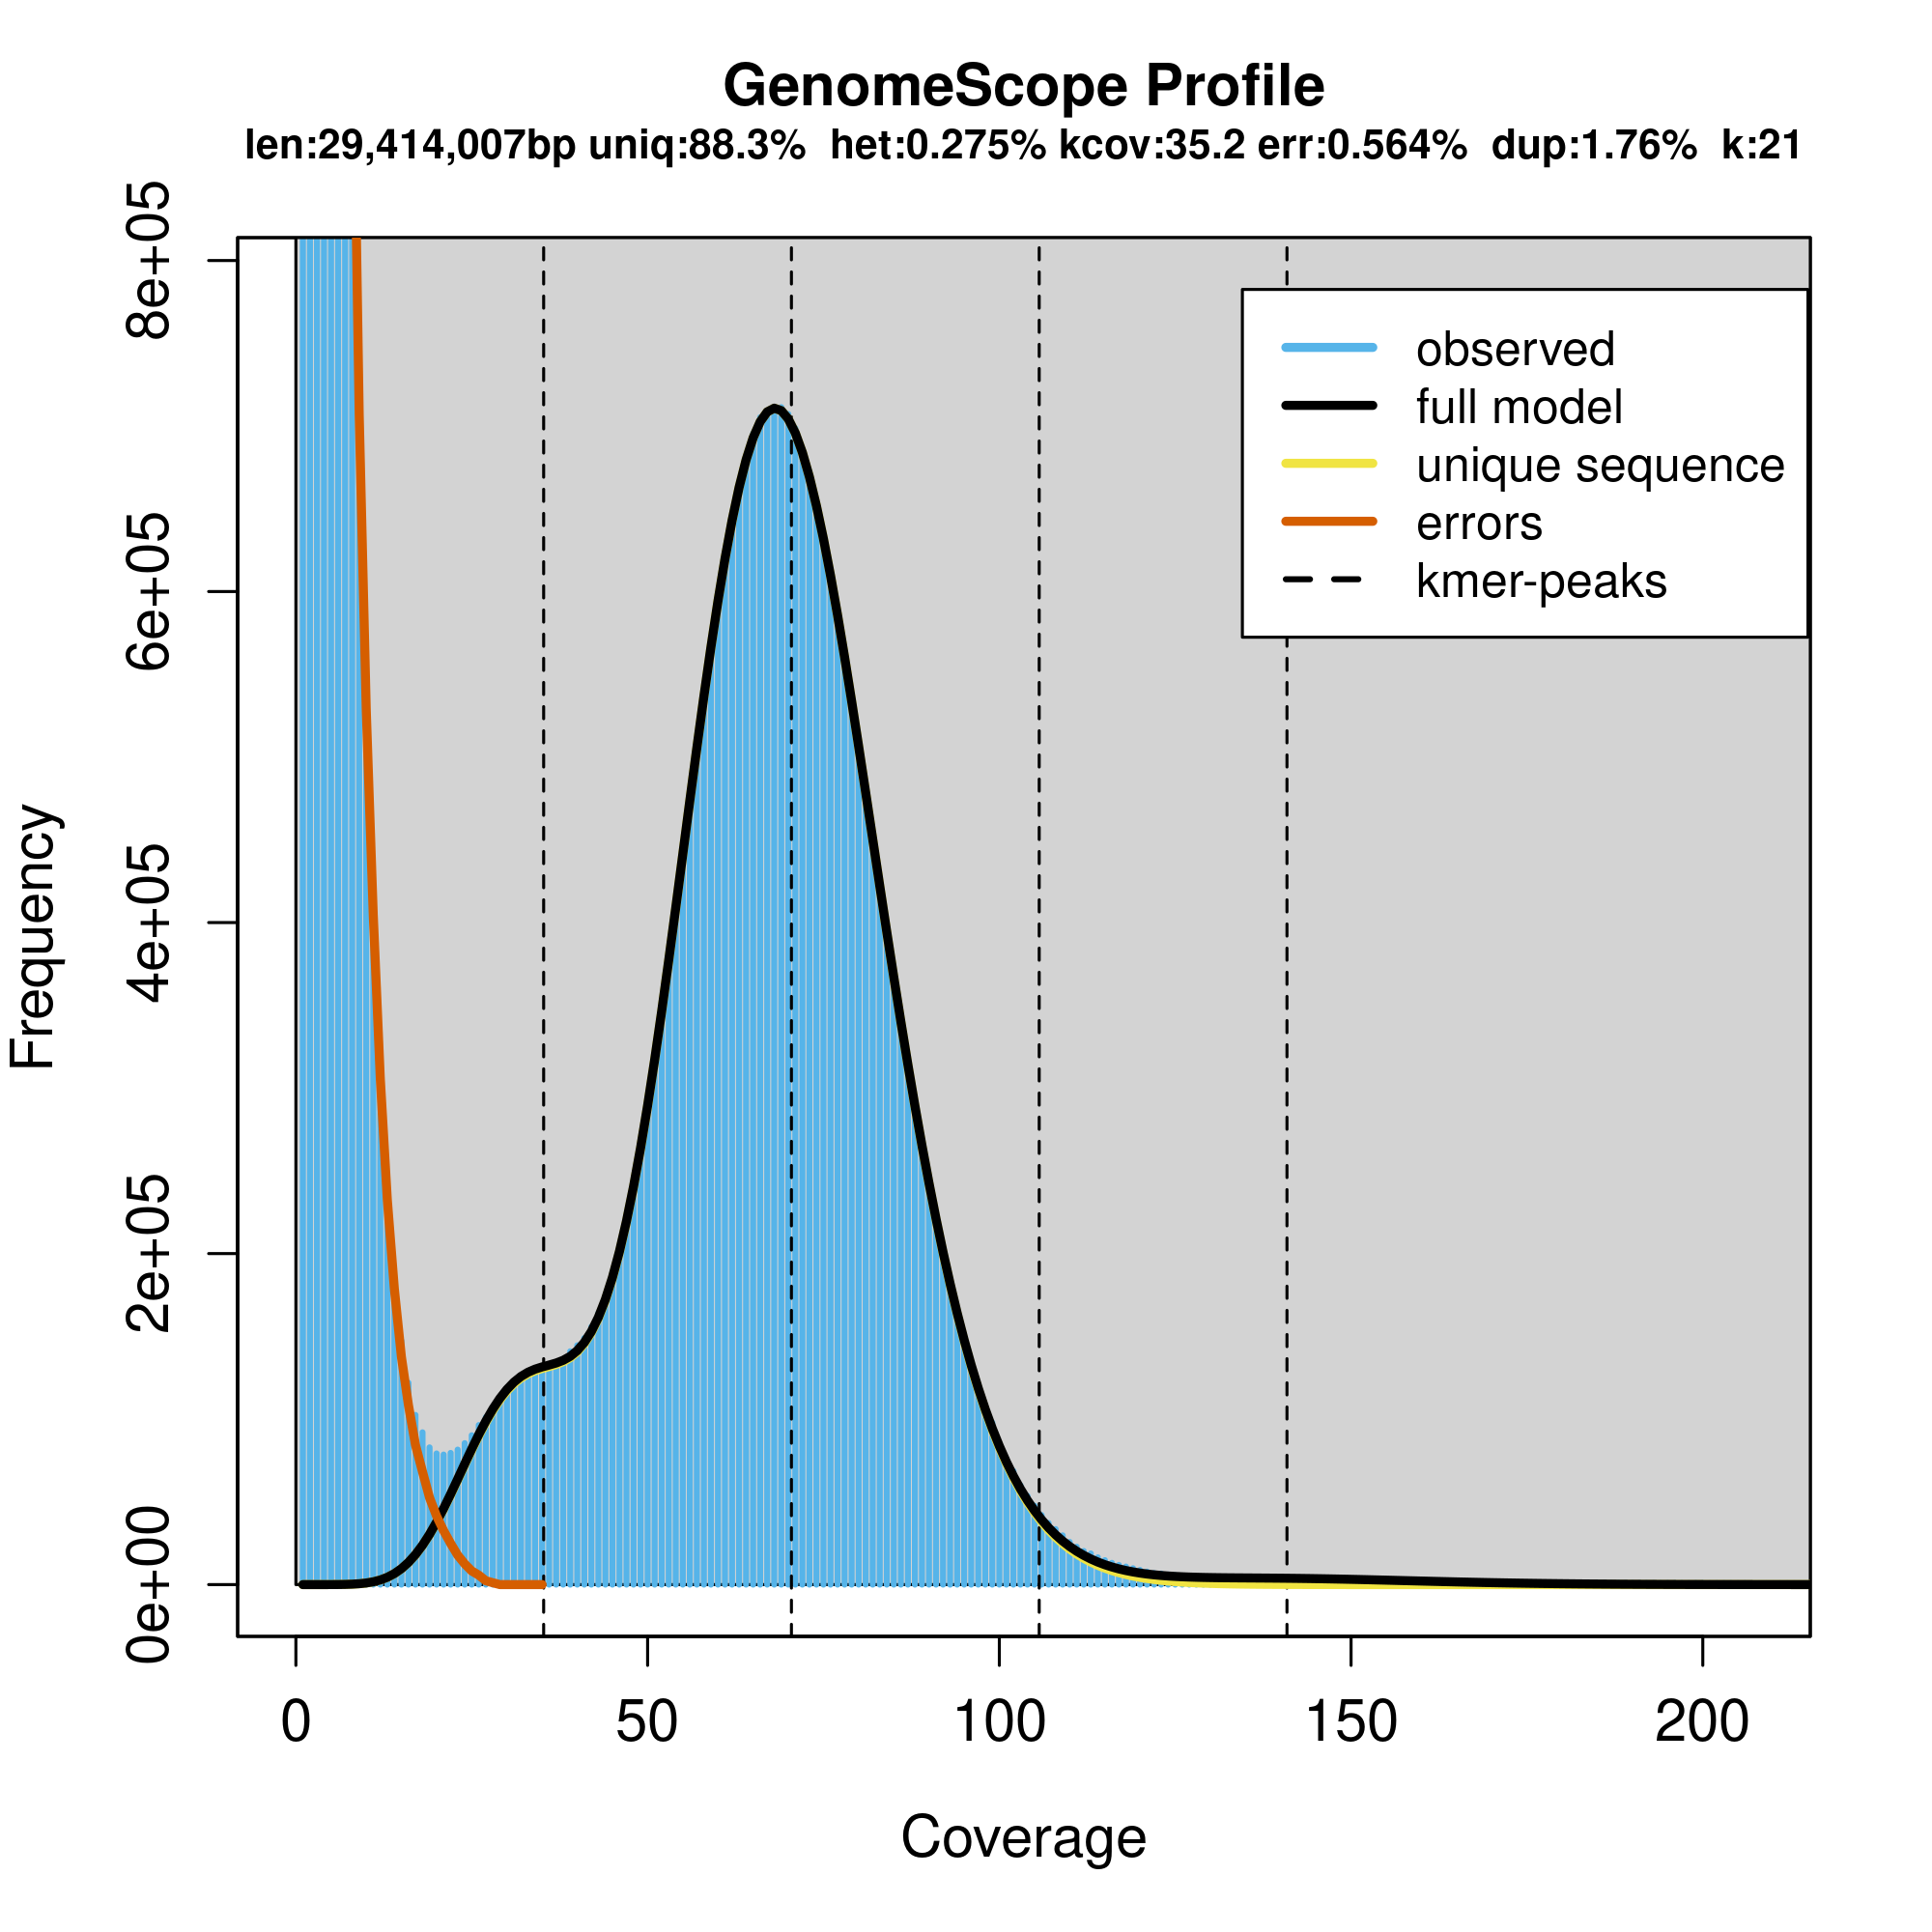 GenomeScope Profile
len:29,414,007bp uniq:88.3% het:0.275% kcov:35.2 err:0.564% dup:1.76% k:21
8e+05
6e+05
4e+05
2e+05
0e+00
Frequency
observed
full model
unique sequence
errors
kmer-peaks
0 50 100 150 200
Coverage